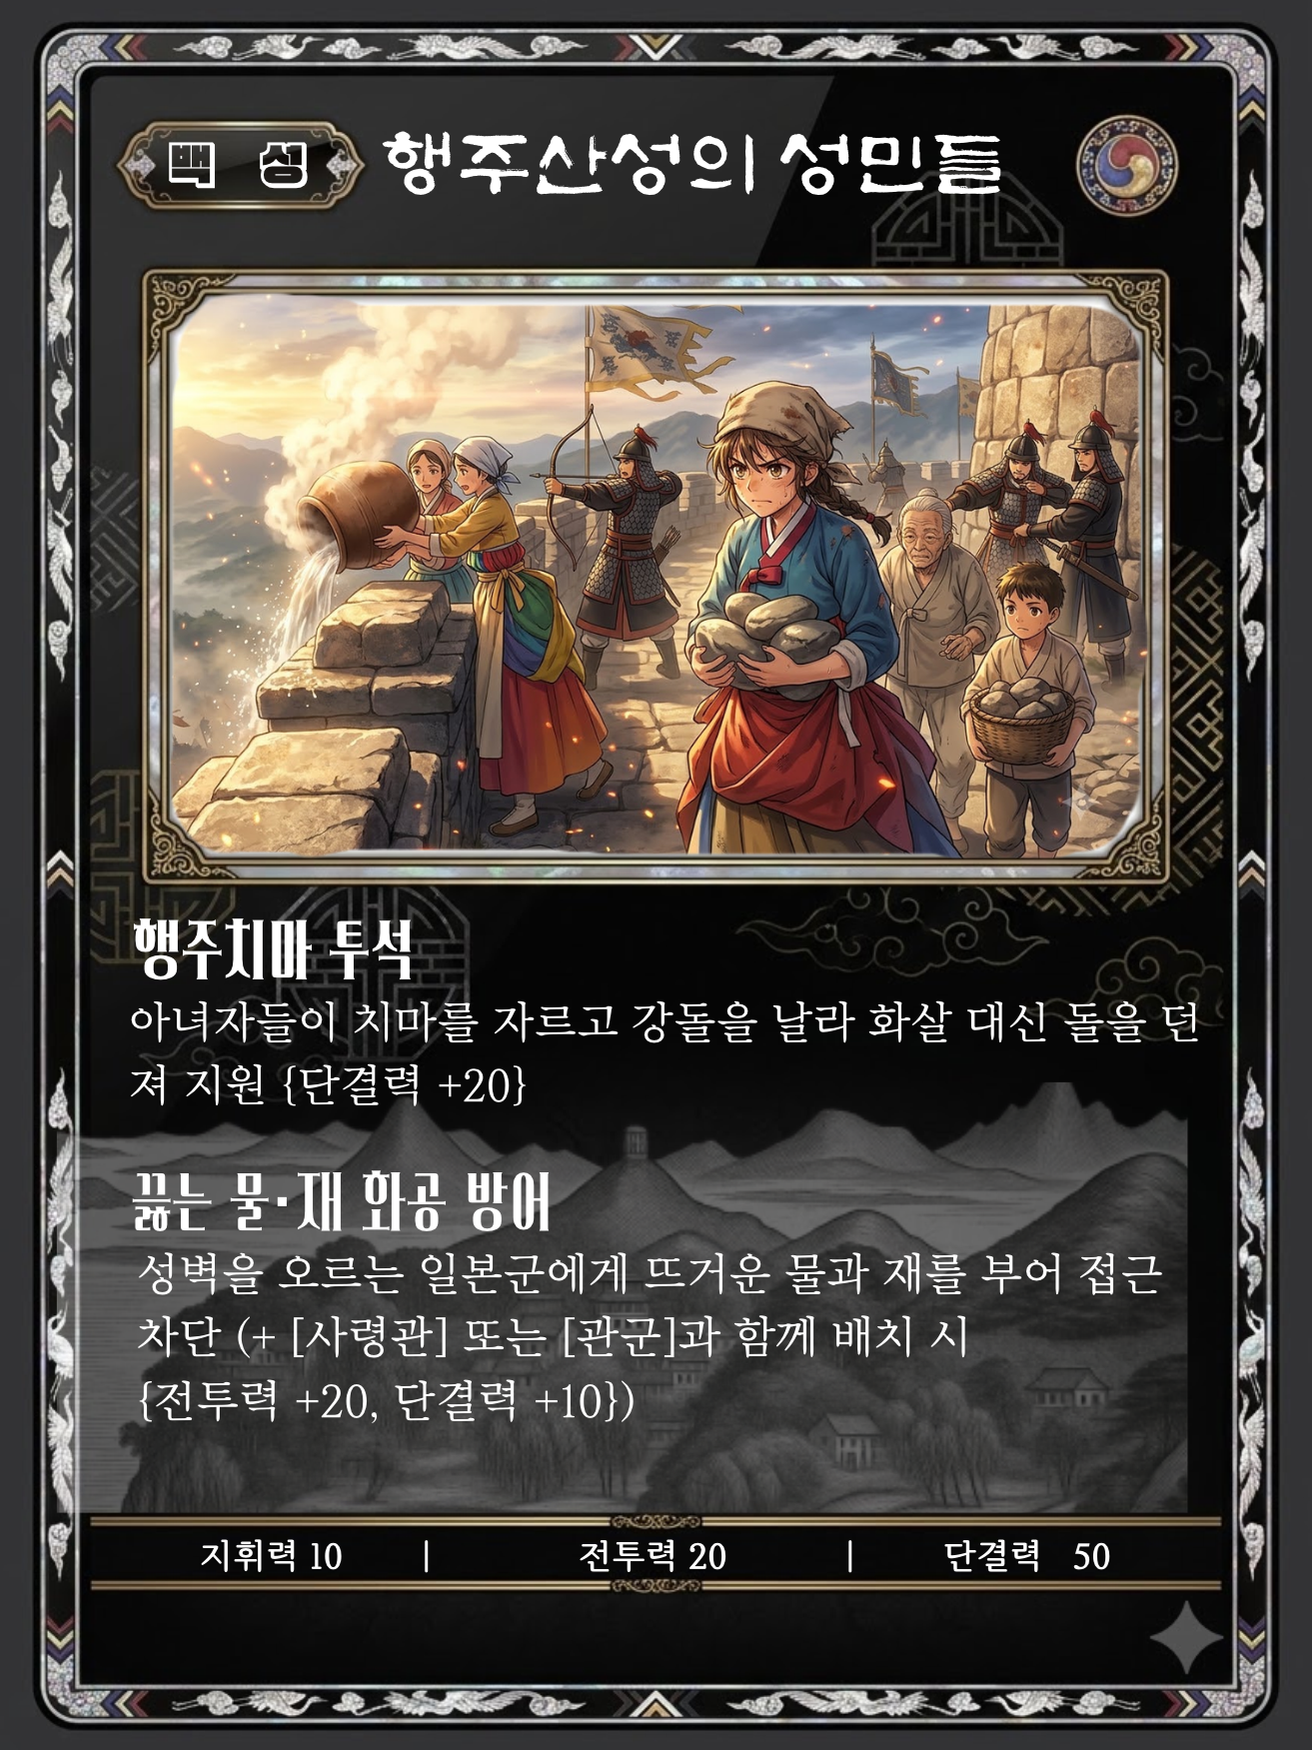 백 성 행주산성의 성민들
행주치마 투석
아녀자들이 치마를 자르고 강돌을 날라 화살 대신 돌을 던
져 지원 {단결력 +20}
끓는 물·재 화공 방어
성벽을 오르는 일본군에게 뜨거운 물과 재를 부어 접근
차단 (+ [사령관] 또는 [관군]과 함께 배치 시
{전투력 +20, 단결력 +10})
지휘력 10 | 전투력 20 | 단결력 50